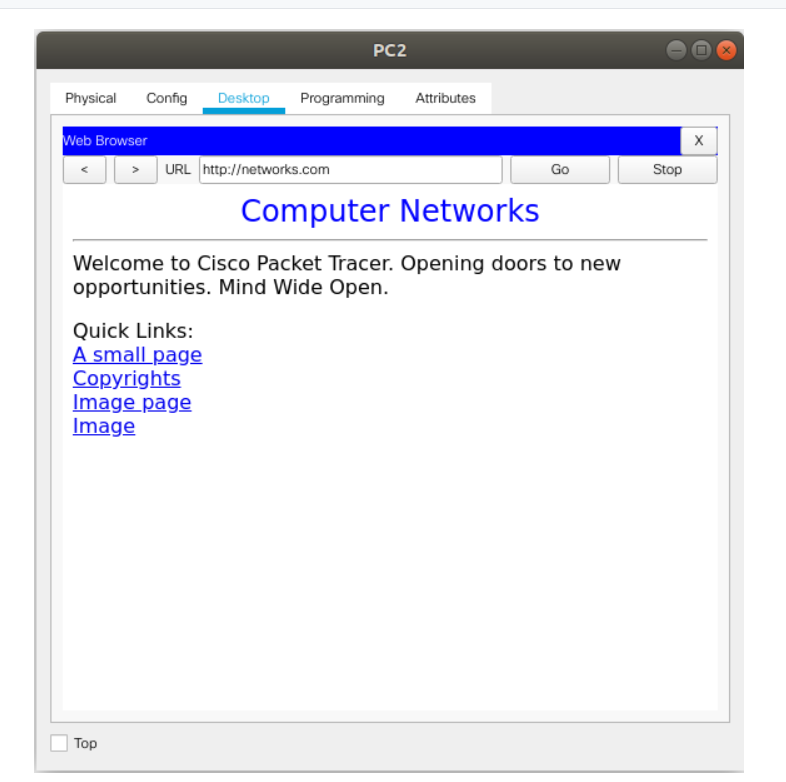 PC2
Physical Config Desktop Programming Attributes
Web Browser X
< > URL http://networks.com Go Stop
Computer Networks
Welcome to Cisco Packet Tracer. Opening doors to new
opportunities. Mind Wide Open.
Quick Links:
A small page
Copyrights
Image page
Image
Top